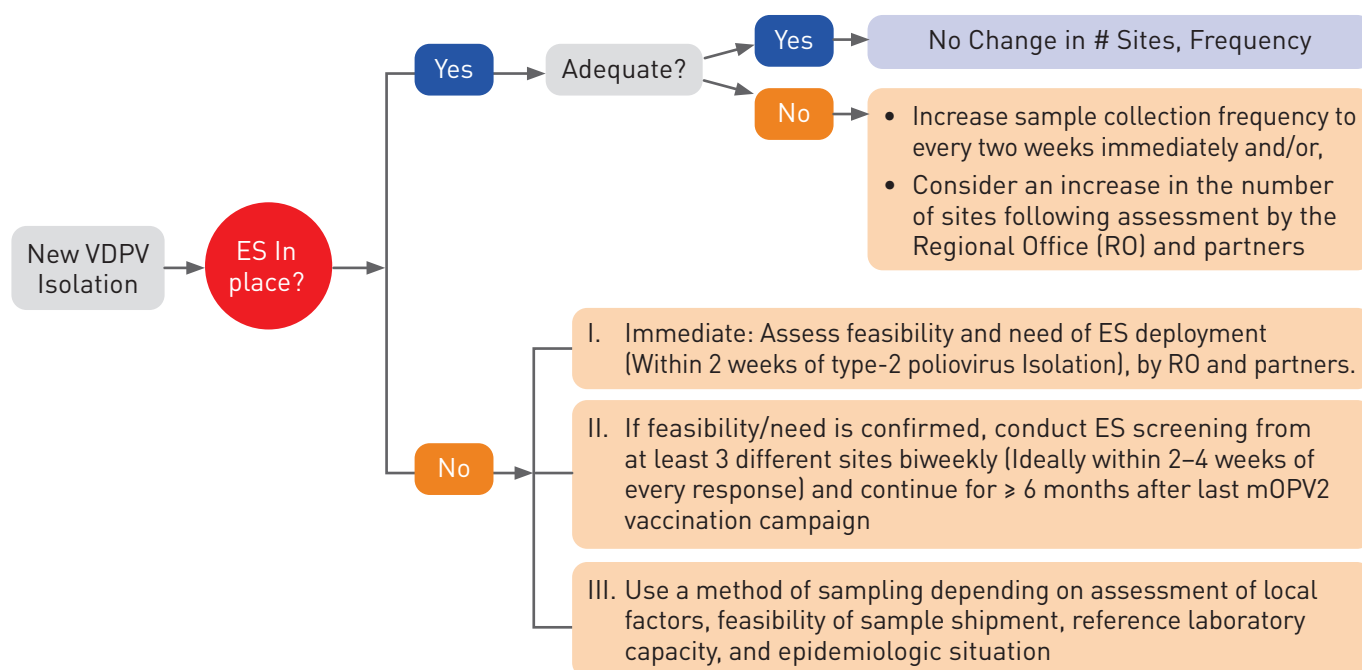 New VDPV
Isolation
ES In
place?
Yes
Adequate?
Yes
No Change in # Sites, Frequency
No
• Increase sample collection frequency to
every two weeks immediately and/or,
• Consider an increase in the number
of sites following assessment by the
Regional Office (RO) and partners
No
I. Immediate: Assess feasibility and need of ES deployment
(Within 2 weeks of type-2 poliovirus Isolation), by RO and partners.
II. If feasibility/need is confirmed, conduct ES screening from
at least 3 different sites biweekly (Ideally within 2–4 weeks of
every response) and continue for ≥ 6 months after last mOPV2
vaccination campaign
III. Use a method of sampling depending on assessment of local
factors, feasibility of sample shipment, reference laboratory
capacity, and epidemiologic situation